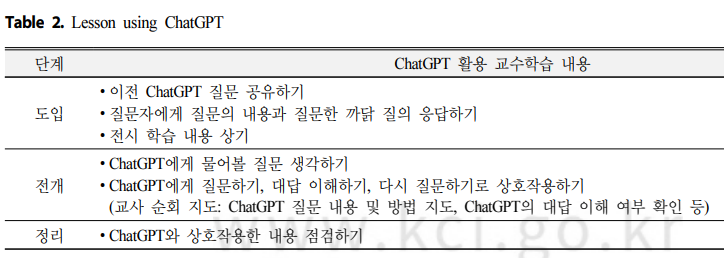 Table 2. Lesson using ChatGPT
단계 ChatGPT 활용 교수학습 내용
도입
• 이전 ChatGPT 질문 공유하기
• 질문자에게 질문의 내용과 질문한 까닭 질의 응답하기
• 전시 학습 내용 상기
전개
• ChatGPT에게 물어볼 질문 생각하기
• ChatGPT에게 질문하기, 대답 이해하기, 다시 질문하기로 상호작용하기
(교사 순회 지도: ChatGPT 질문 내용 및 방법 지도, ChatGPT의 대답 이해 여부 확인 등)
정리 • ChatGPT와 상호작용한 내용 점검하기
www.kci.go.kr